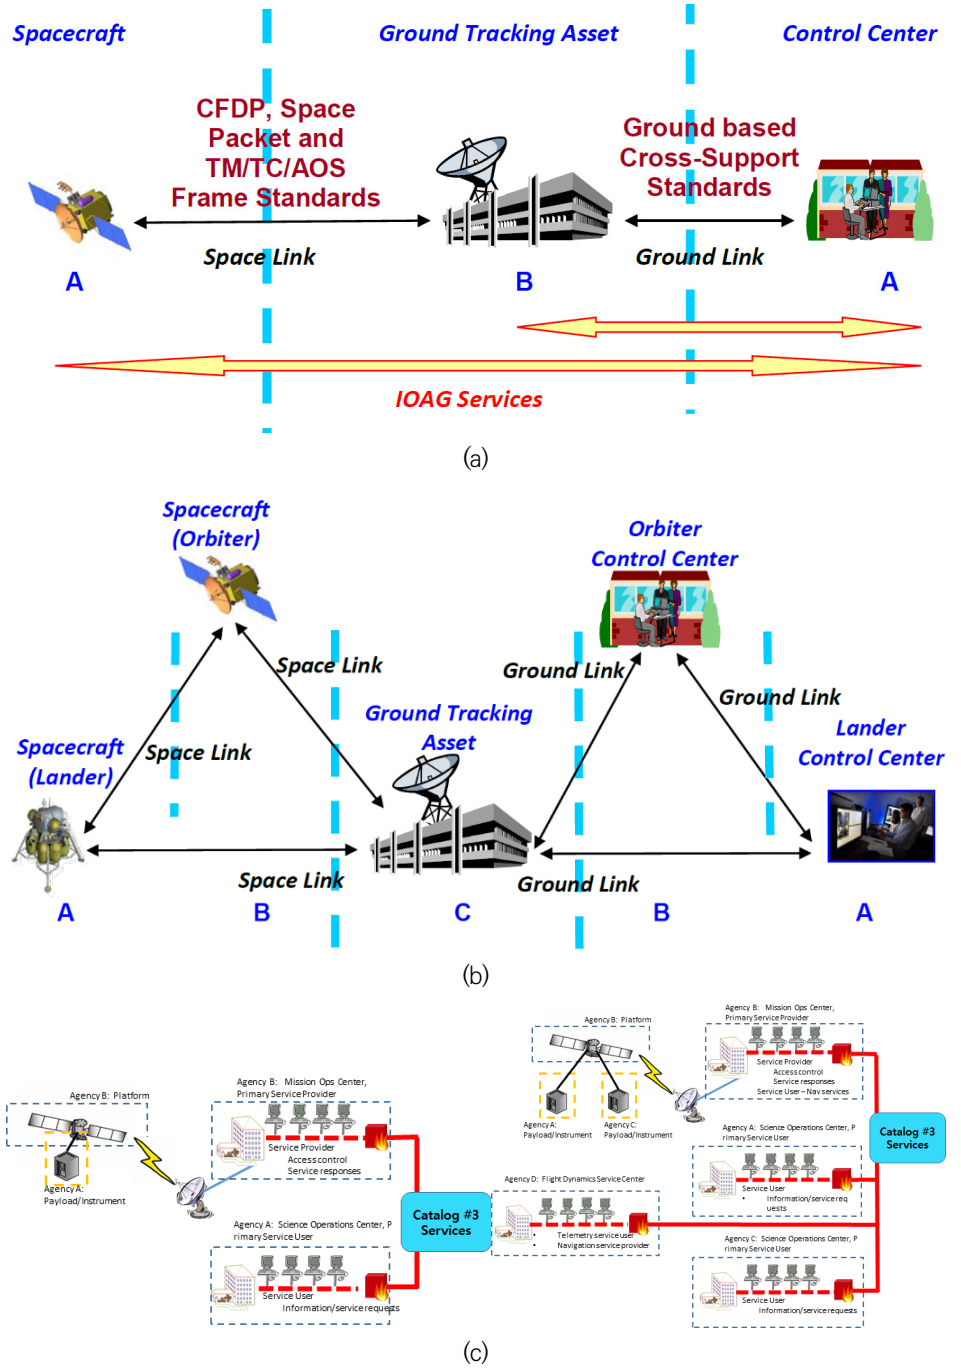 Spacecraft
Ground Tracking Asset
Control Center
CFDP, Space
Packet and
TM/TC/AOS
Frame Standards
Ground based
Cross-Support
Standards
Space Link
Ground Link
A
B
A
IOAG Services
(a)
Spacecraft
(Orbiter)
Orbiter
Control Center
Space Link
Ground Link
Ground Link
Ground Tracking
Asset
Spacecraft
(Lander)
Space Link
Lander
Control Center
Space Link
Ground Link
A
B
C
B
A
(b)
Agency B: Platform
Agency A:
Payload/Instrument
Agency B: Mission Ops Center,
Primary Service Provider
Service Provider
Access control
Service responses
Agency A: Science Operations Center, P
rimary Service User
Service User
Information/service requests
Catalog #3
Services
Agency B: Platform
Agency A:
Payload/Instrument
Agency C:
Payload/Instrument
Agency B: Mission Ops Center,
Primary Service Provider
Service Provider
Access control
Service responses
Service User – Nav services
Agency A: Science Operations Center, P
rimary Service User
Service User
• Information/service req
uests
Catalog #3
Services
Agency D: Flight Dynamics Service Center
• Telemetry service user
• Navigation service provider
Agency C: Science Operations Center, P
rimary Service User
Service User
Information/service requests
(c)